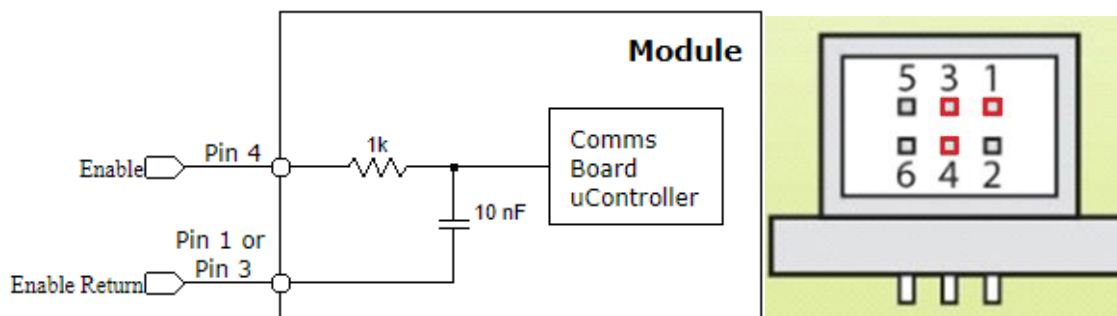 Module
Enable
Pin 4
1k
Comms
Board
uController
10 nF
Pin 1 or
Pin 3
Enable Return
5 3 1
6 4 2